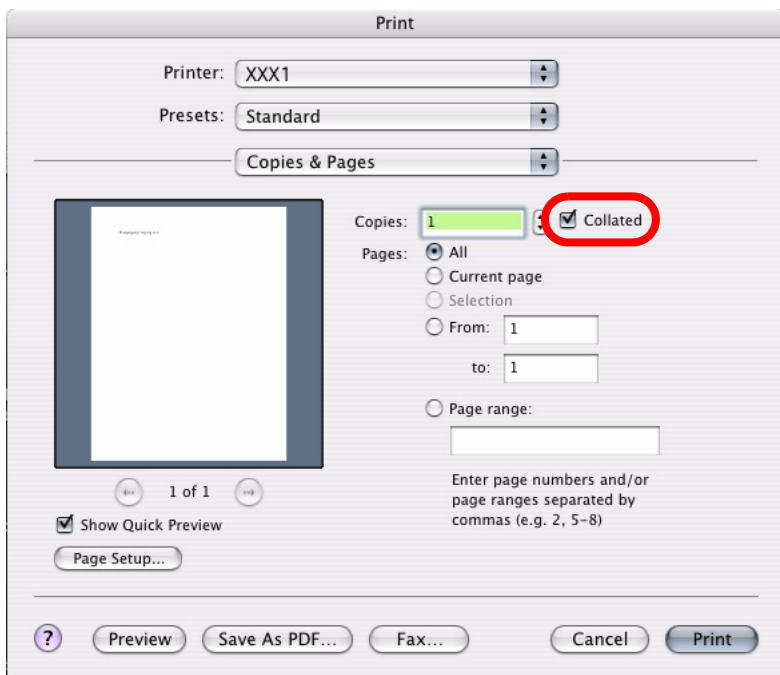 Print
Printer: XXX1
Presets: Standard
Copies & Pages
Copies: 1 Collated
Pages: All
Current page
Selection
From: 1
to: 1
Page range:
Enter page numbers and/or
page ranges separated by
commas (e.g. 2, 5-8)
1 of 1
Show Quick Preview
Page Setup...
? Preview Save As PDF... Fax... Cancel Print